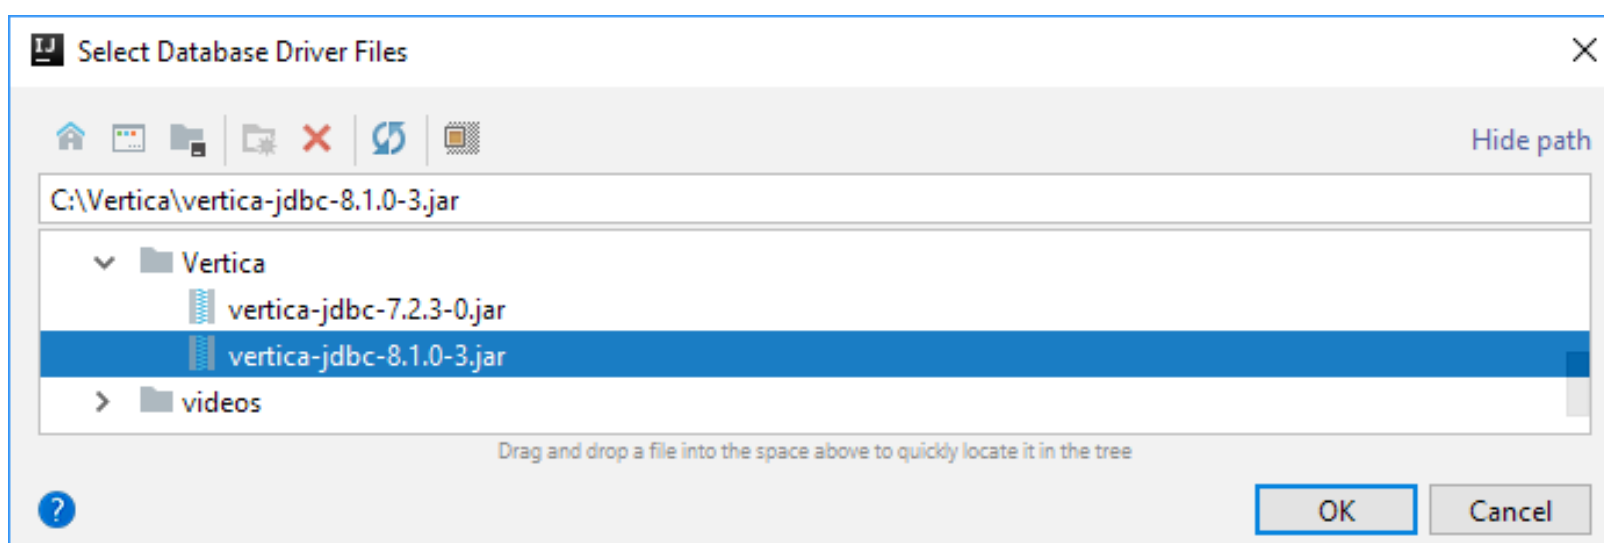 IJ Select Database Driver Files
Hide path
C:\Vertica\vertica-jdbc-8.1.0-3.jar
Vertica
vertica-jdbc-7.2.3-0.jar
vertica-jdbc-8.1.0-3.jar
videos
Drag and drop a file into the space above to quickly locate it in the tree
? OK Cancel